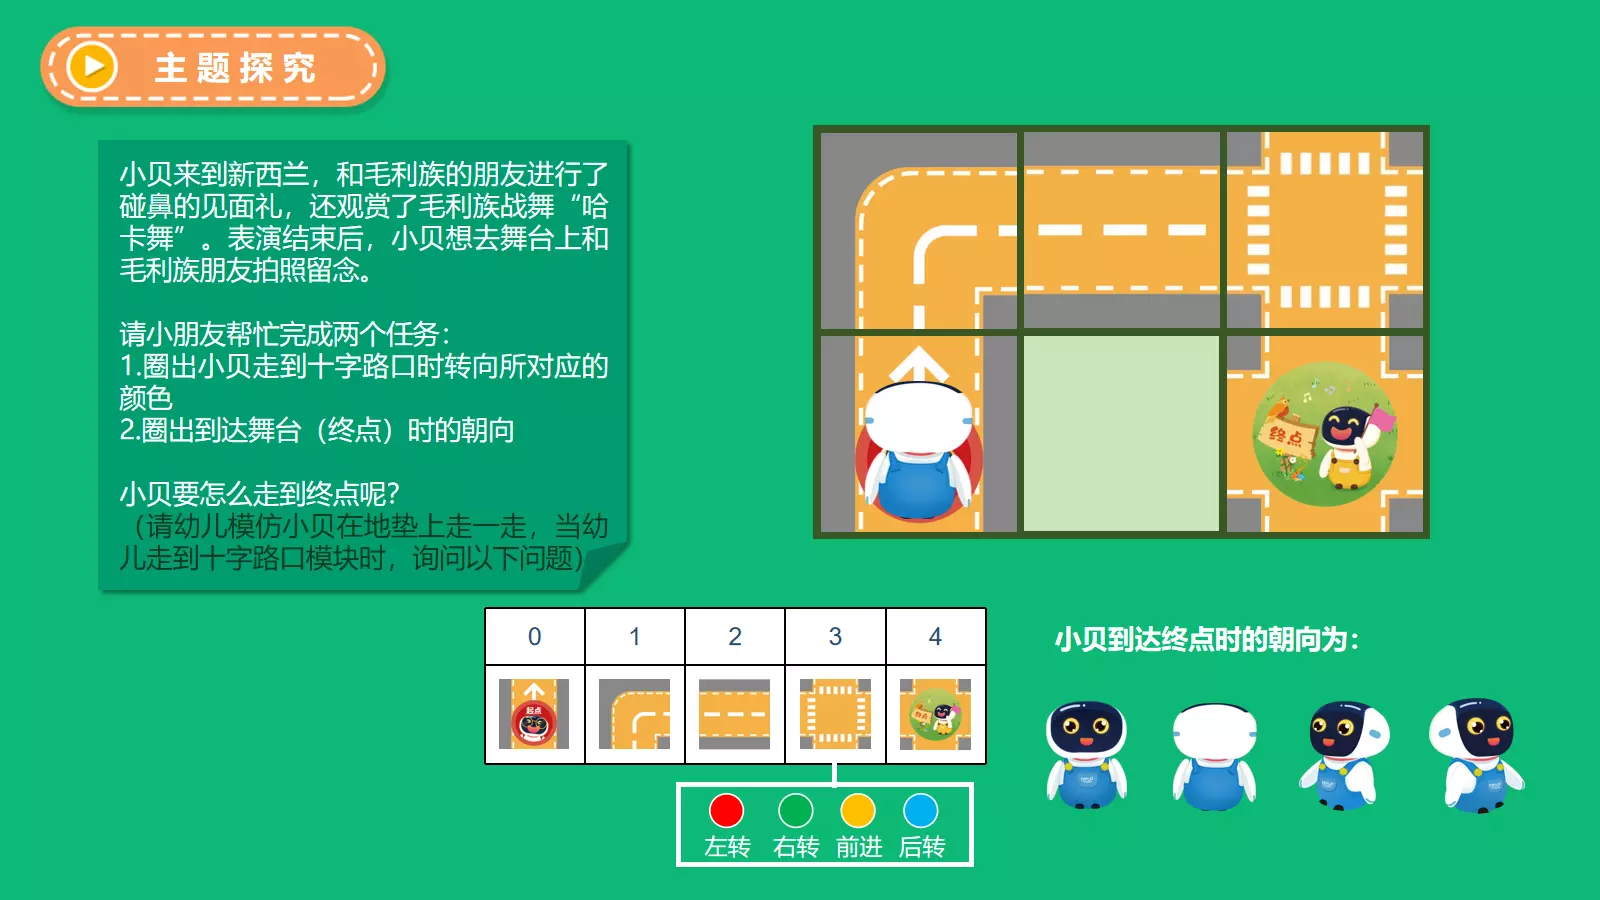 主题探究
小贝来到新西兰，和毛利族的朋友进行了
碰鼻的见面礼，还观赏了毛利族战舞“哈
卡舞”。表演结束后，小贝想去舞台上和
毛利族朋友拍照留念。
请小朋友帮忙完成两个任务：
1.圈出小贝走到十字路口时转向所对应的
颜色
2.圈出到达舞台（终点）时的朝向
小贝要怎么走到终点呢？
（请幼儿模仿小贝在地垫上走一走，当幼
儿走到十字路口模块时，询问以下问题）
终点
0 1 2 3 4
起点
终点
左转 右转 前进 后转
小贝到达终点时的朝向为：